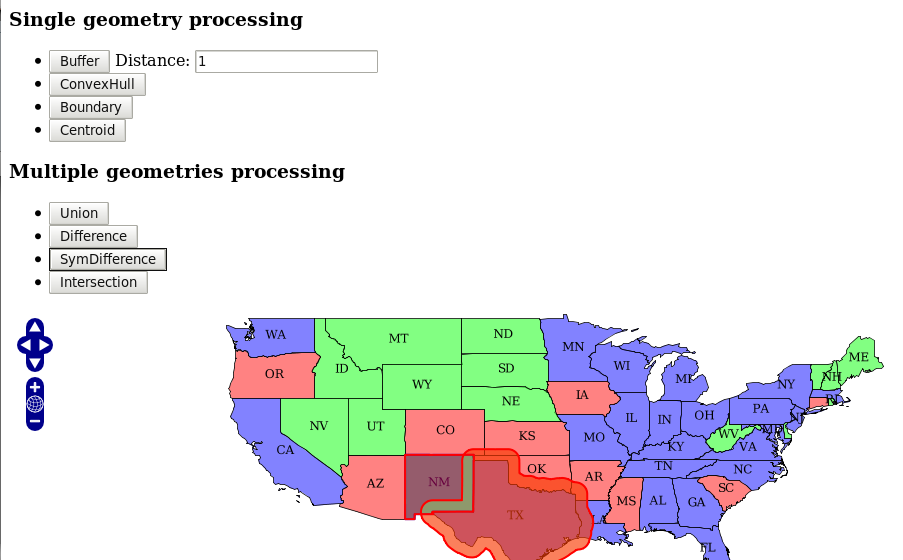 Single geometry processing
Buffer Distance: 1
ConvexHull
Boundary
Centroid
Multiple geometries processing
Union
Difference
SymDifference
Intersection
WA
MT
ND
MN
ME
OR
ID
SD
WI
MI
NH
WY
NY
NE
IA
PA
NV
UT
IL
IN
OH
CO
KS
MO
WV
CA
KY
VA
AZ
NM
OK
AR
TN
NC
TX
MS
AL
GA
SC
LA
FL